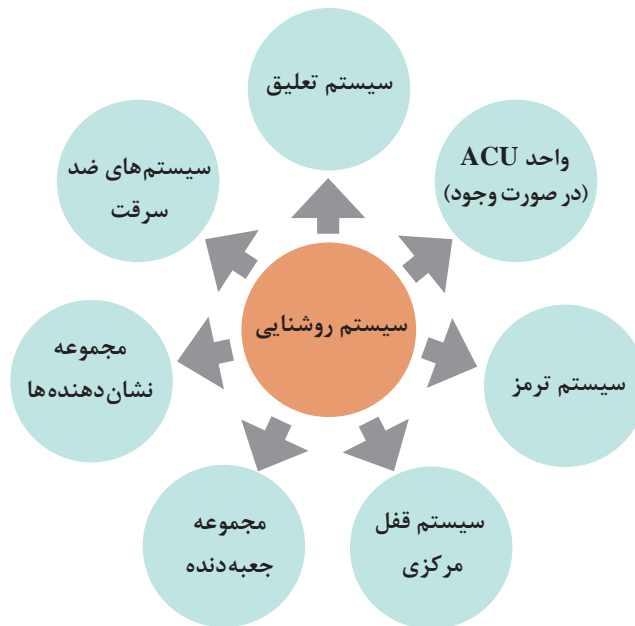 سیستم تعلیق
واحد ACU
(در صورت وجود)
سیستم‌های ضد
سرقت
سیستم روشنایی
مجموعه
نشان‌دهنده‌ها
سیستم ترمز
سیستم قفل
مرکزی
مجموعه
جعبه‌دنده